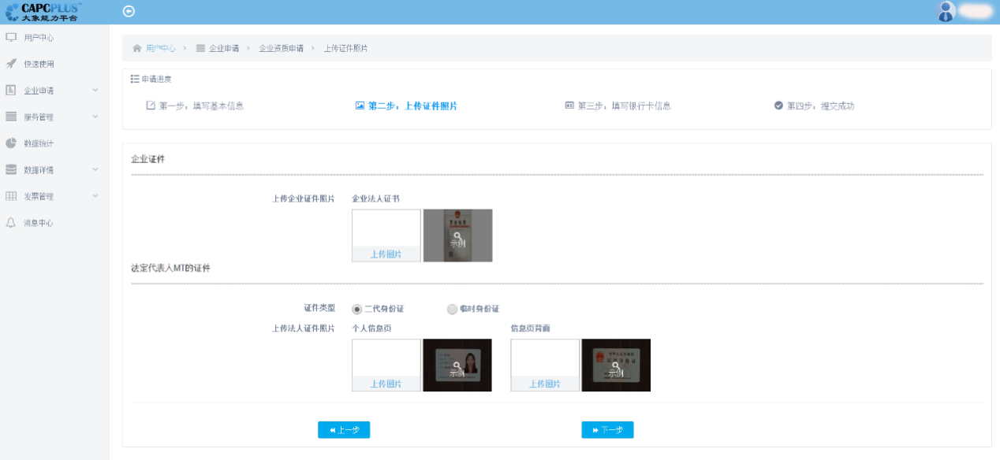 CAPCPLUS™
大象能力平台
用户中心
快速使用
企业申请
服务管理
数据统计
数据详情
发票管理
消息中心
用户中心 > 企业申请 > 企业资质申请 > 上传证件照片
申请进度
第一步：填写基本信息 第二步：上传证件照片 第三步：填写银行卡信息 第四步：提交成功
企业证件
上传企业证件照片 企业法人证书
上传图片 示例
法定代表人MT的证件
证件类型 二代身份证 临时身份证
上传法人证件照片 个人信息页 信息页背面
上传图片 示例 上传图片 示例
上一步 下一步